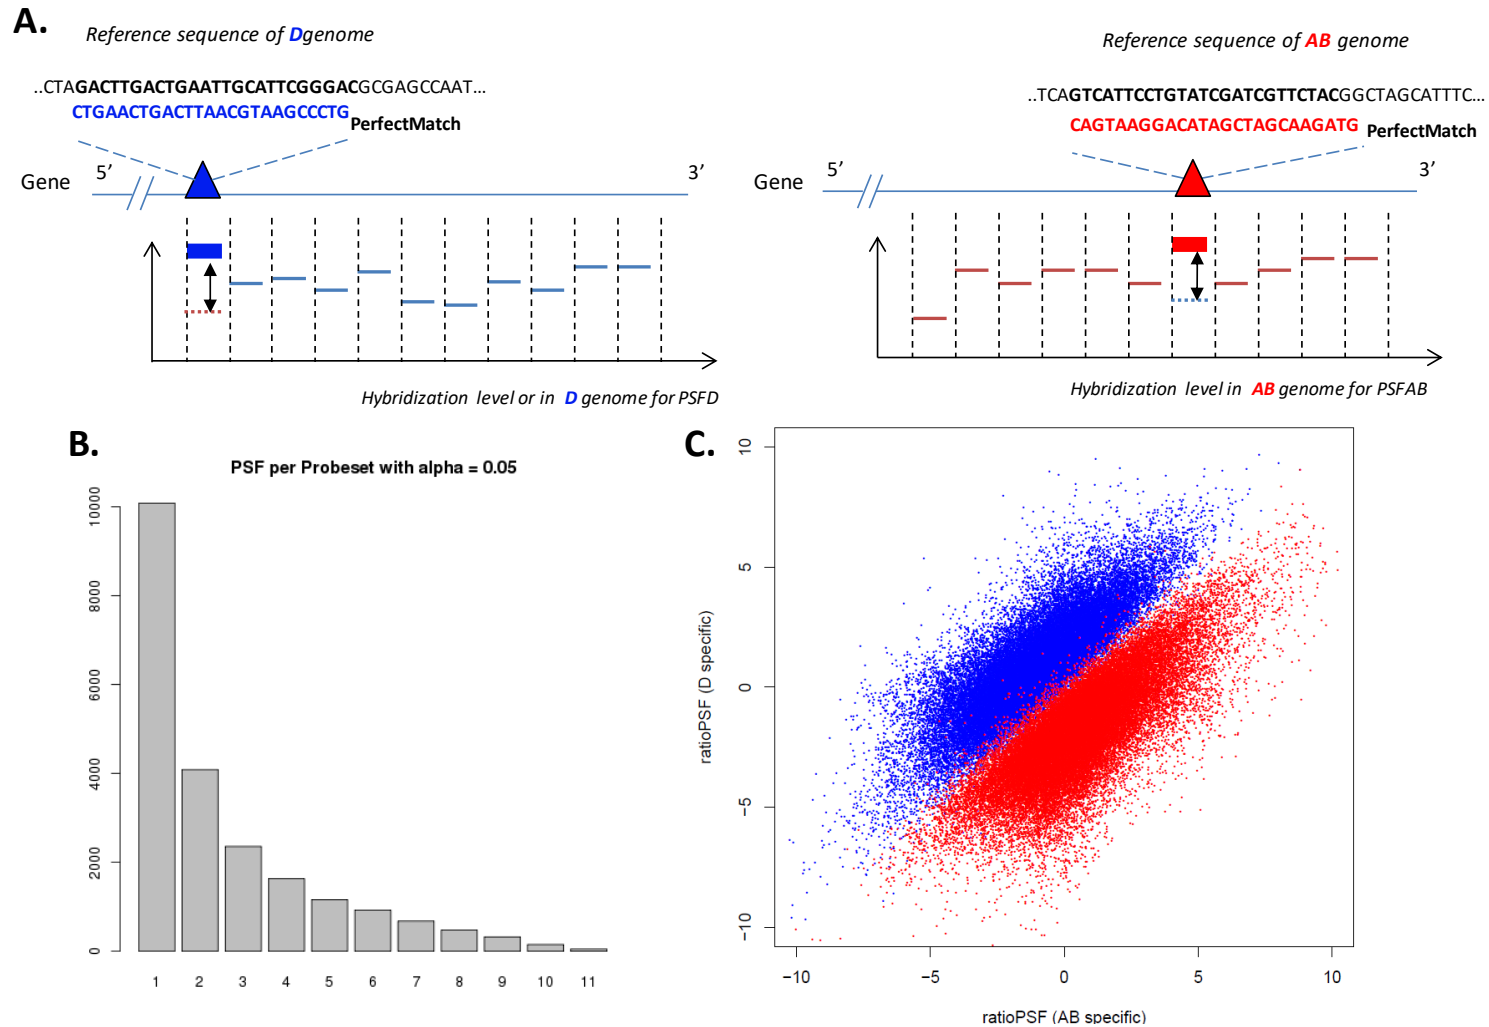 A.
Reference sequence of Dgenome
..CTAGACTTGACTGAATTGCATTCGGGACGCGAGCCAAT...
CTGAACTGACTTAACGTAAGCCCTG
PerfectMatch
5’
3’
Gene
Hybridization level or in D genome for PSFD
Reference sequence of AB genome
..TCAGTCATTCCTGTATCGATCGTTCTACGGCTAGCATTTC...
CAGTAAGGACATAGCTAGCAAGATG
PerfectMatch
5’
3’
Gene
Hybridization level in AB genome for PSFAB
B.
PSF per Probeset with alpha = 0.05
10000
8000
6000
4000
2000
0
1 2 3 4 5 6 7 8 9 10 11
C.
10
5
0
−5
−10
ratioPSF (D specific)
−10 −5 0 5 10
ratioPSF (AB specific)